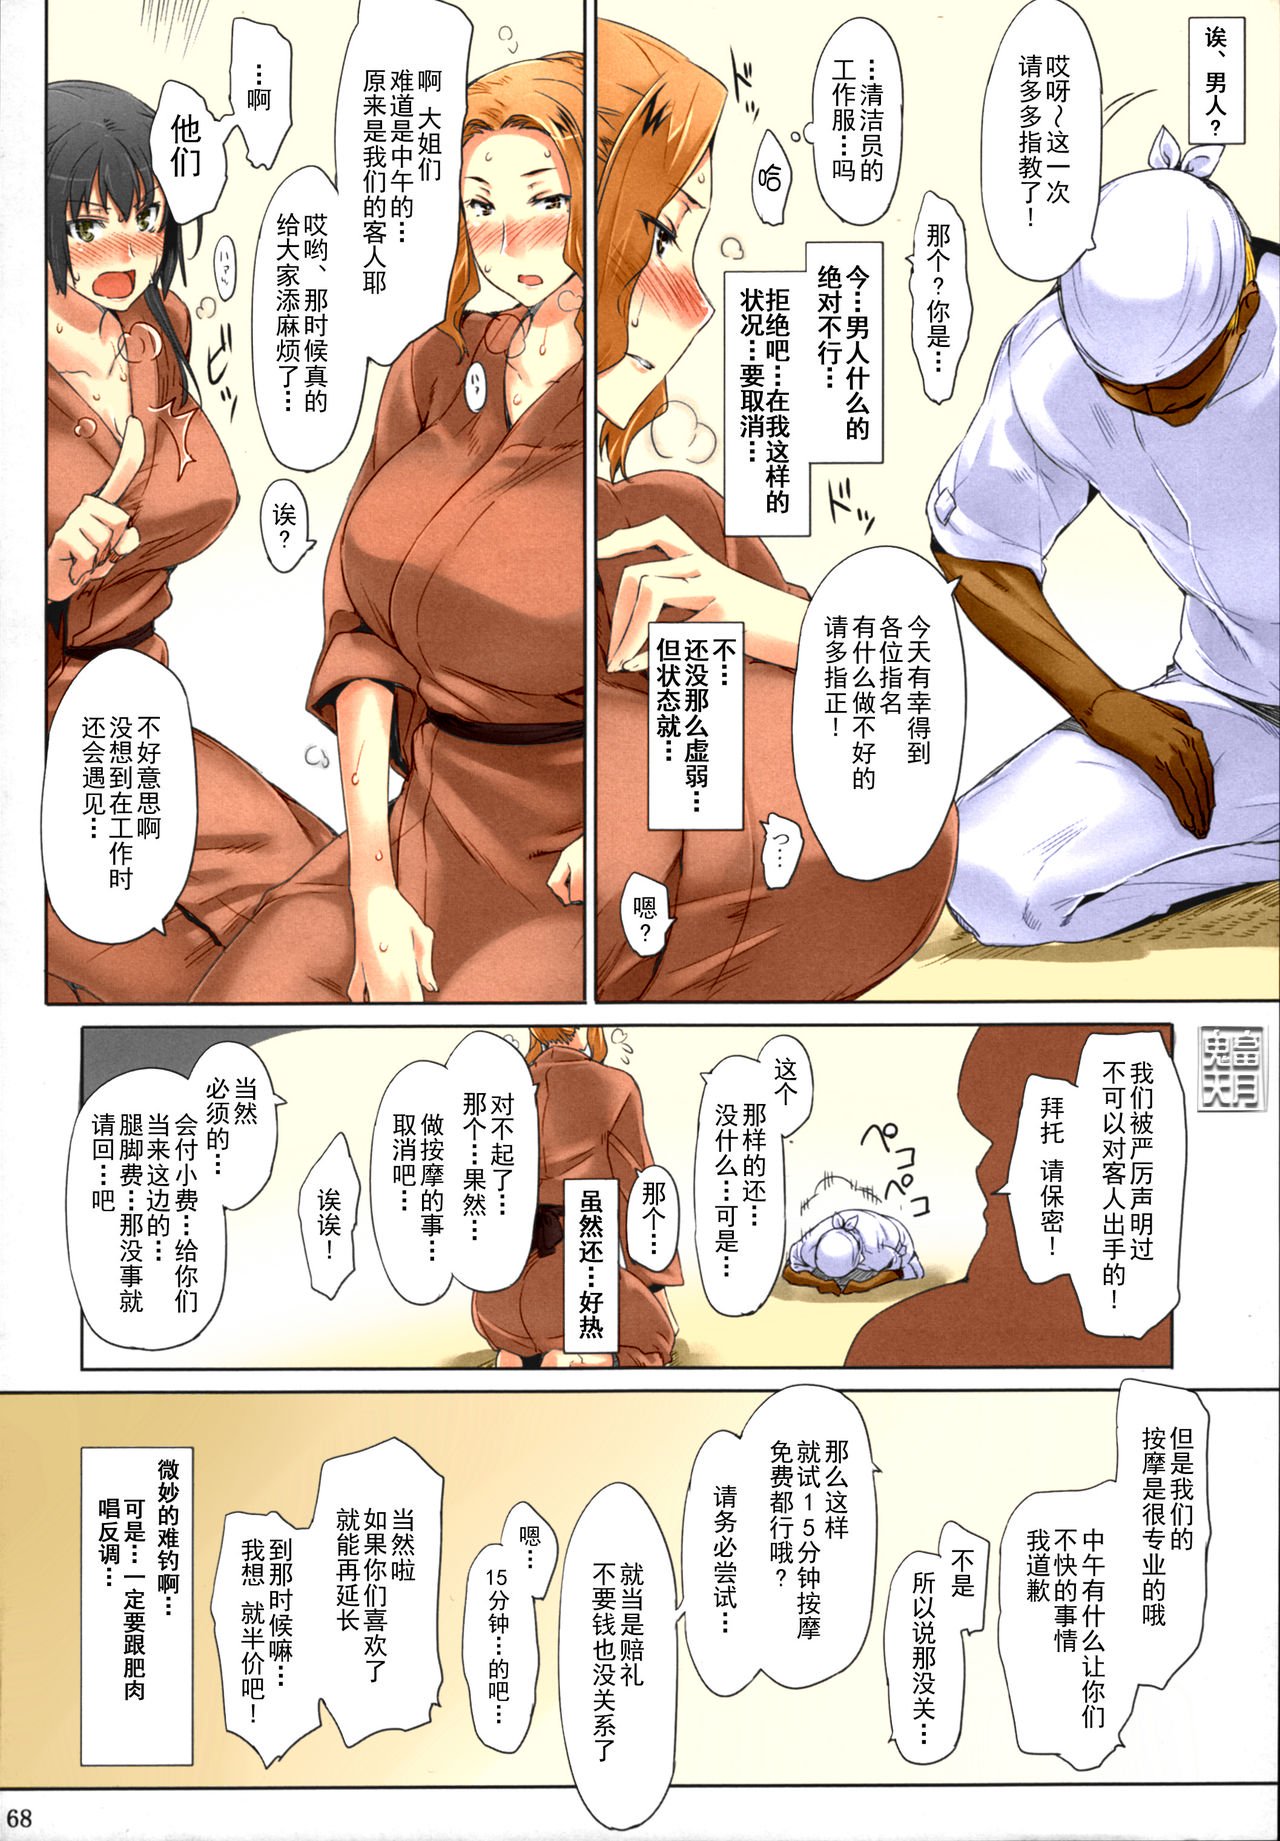 诶、男人？
哎呀～这一次
请多多指教了！
那个？你是…
…清洁员的
工作服…吗
哈
今…男人什么的
绝对不行…
拒绝吧…在我这样的
状况…要取消…
ドキ
ドキ
今天有幸得到
各位指名
有什么做不好的
请多指正！
不…
还没那么虚弱…
但状态就…
っ…
嗯？
啊 大姐们
难道是中午的…
原来是我们的客人耶
哎哟、那时候真的
给大家添麻烦了…
…啊
他们
ビシ
诶？
不好意思啊
没想到在工作时
还会遇见…
我们被严厉声明过
不可以对客人出手的！
拜托 请保密！
ペコ
ペコ
这个
那样的还…
没什么…可是…
那个…
虽然还…好热
对不起了…
那个…果然…
做按摩的事…
取消吧…
诶诶！
当然
必须的…
会付小费…给你们
当来这边的…
腿脚费…那没事就
请回…吧
鬼畜
天月
但是我们的
按摩是很专业的哦
中午有什么让你们
不快的事情
我道歉
不是
所以说那没关…
那么这样
就试15分钟按摩
免费都行哦？
请务必尝试…
就当是赔礼
不要钱也没关系了
嗯…
15分钟…的吧…
当然啦
如果你们喜欢了
就能再延长
到那时候嘛…
我想 就半价吧！
微妙的难钓啊…
可是…一定要跟肥肉
唱反调…
68